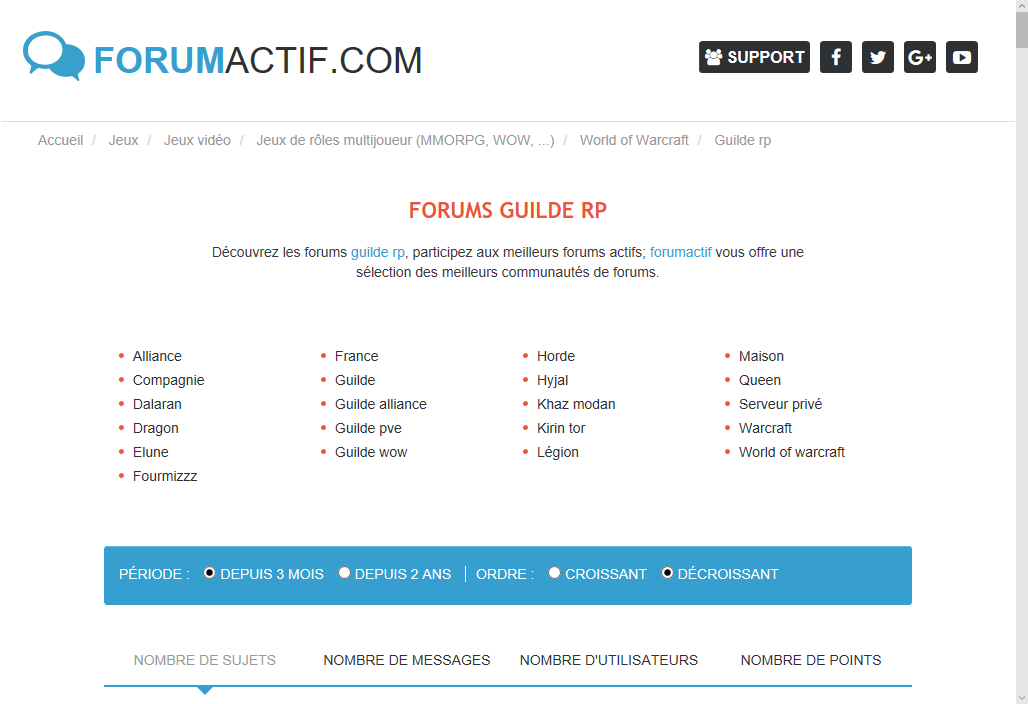 FORUMACTIF.COM
SUPPORT
Accueil / Jeux / Jeux vidéo / Jeux de rôles multijoueur (MMORPG, WOW, ...) / World of Warcraft / Guilde rp
FORUMS GUILDE RP
Découvrez les forums guilde rp, participez aux meilleurs forums actifs; forumactif vous offre une
sélection des meilleurs communautés de forums.
Alliance
Compagnie
Dalaran
Dragon
Elune
Fourmizzz
France
Guilde
Guilde alliance
Guilde pve
Guilde wow
Horde
Hyjal
Khaz modan
Kirin tor
Légion
Maison
Queen
Serveur privé
Warcraft
World of warcraft
PÉRIODE : DEPUIS 3 MOIS DEPUIS 2 ANS | ORDRE : CROISSANT DÉCROISSANT
NOMBRE DE SUJETS NOMBRE DE MESSAGES NOMBRE D'UTILISATEURS NOMBRE DE POINTS